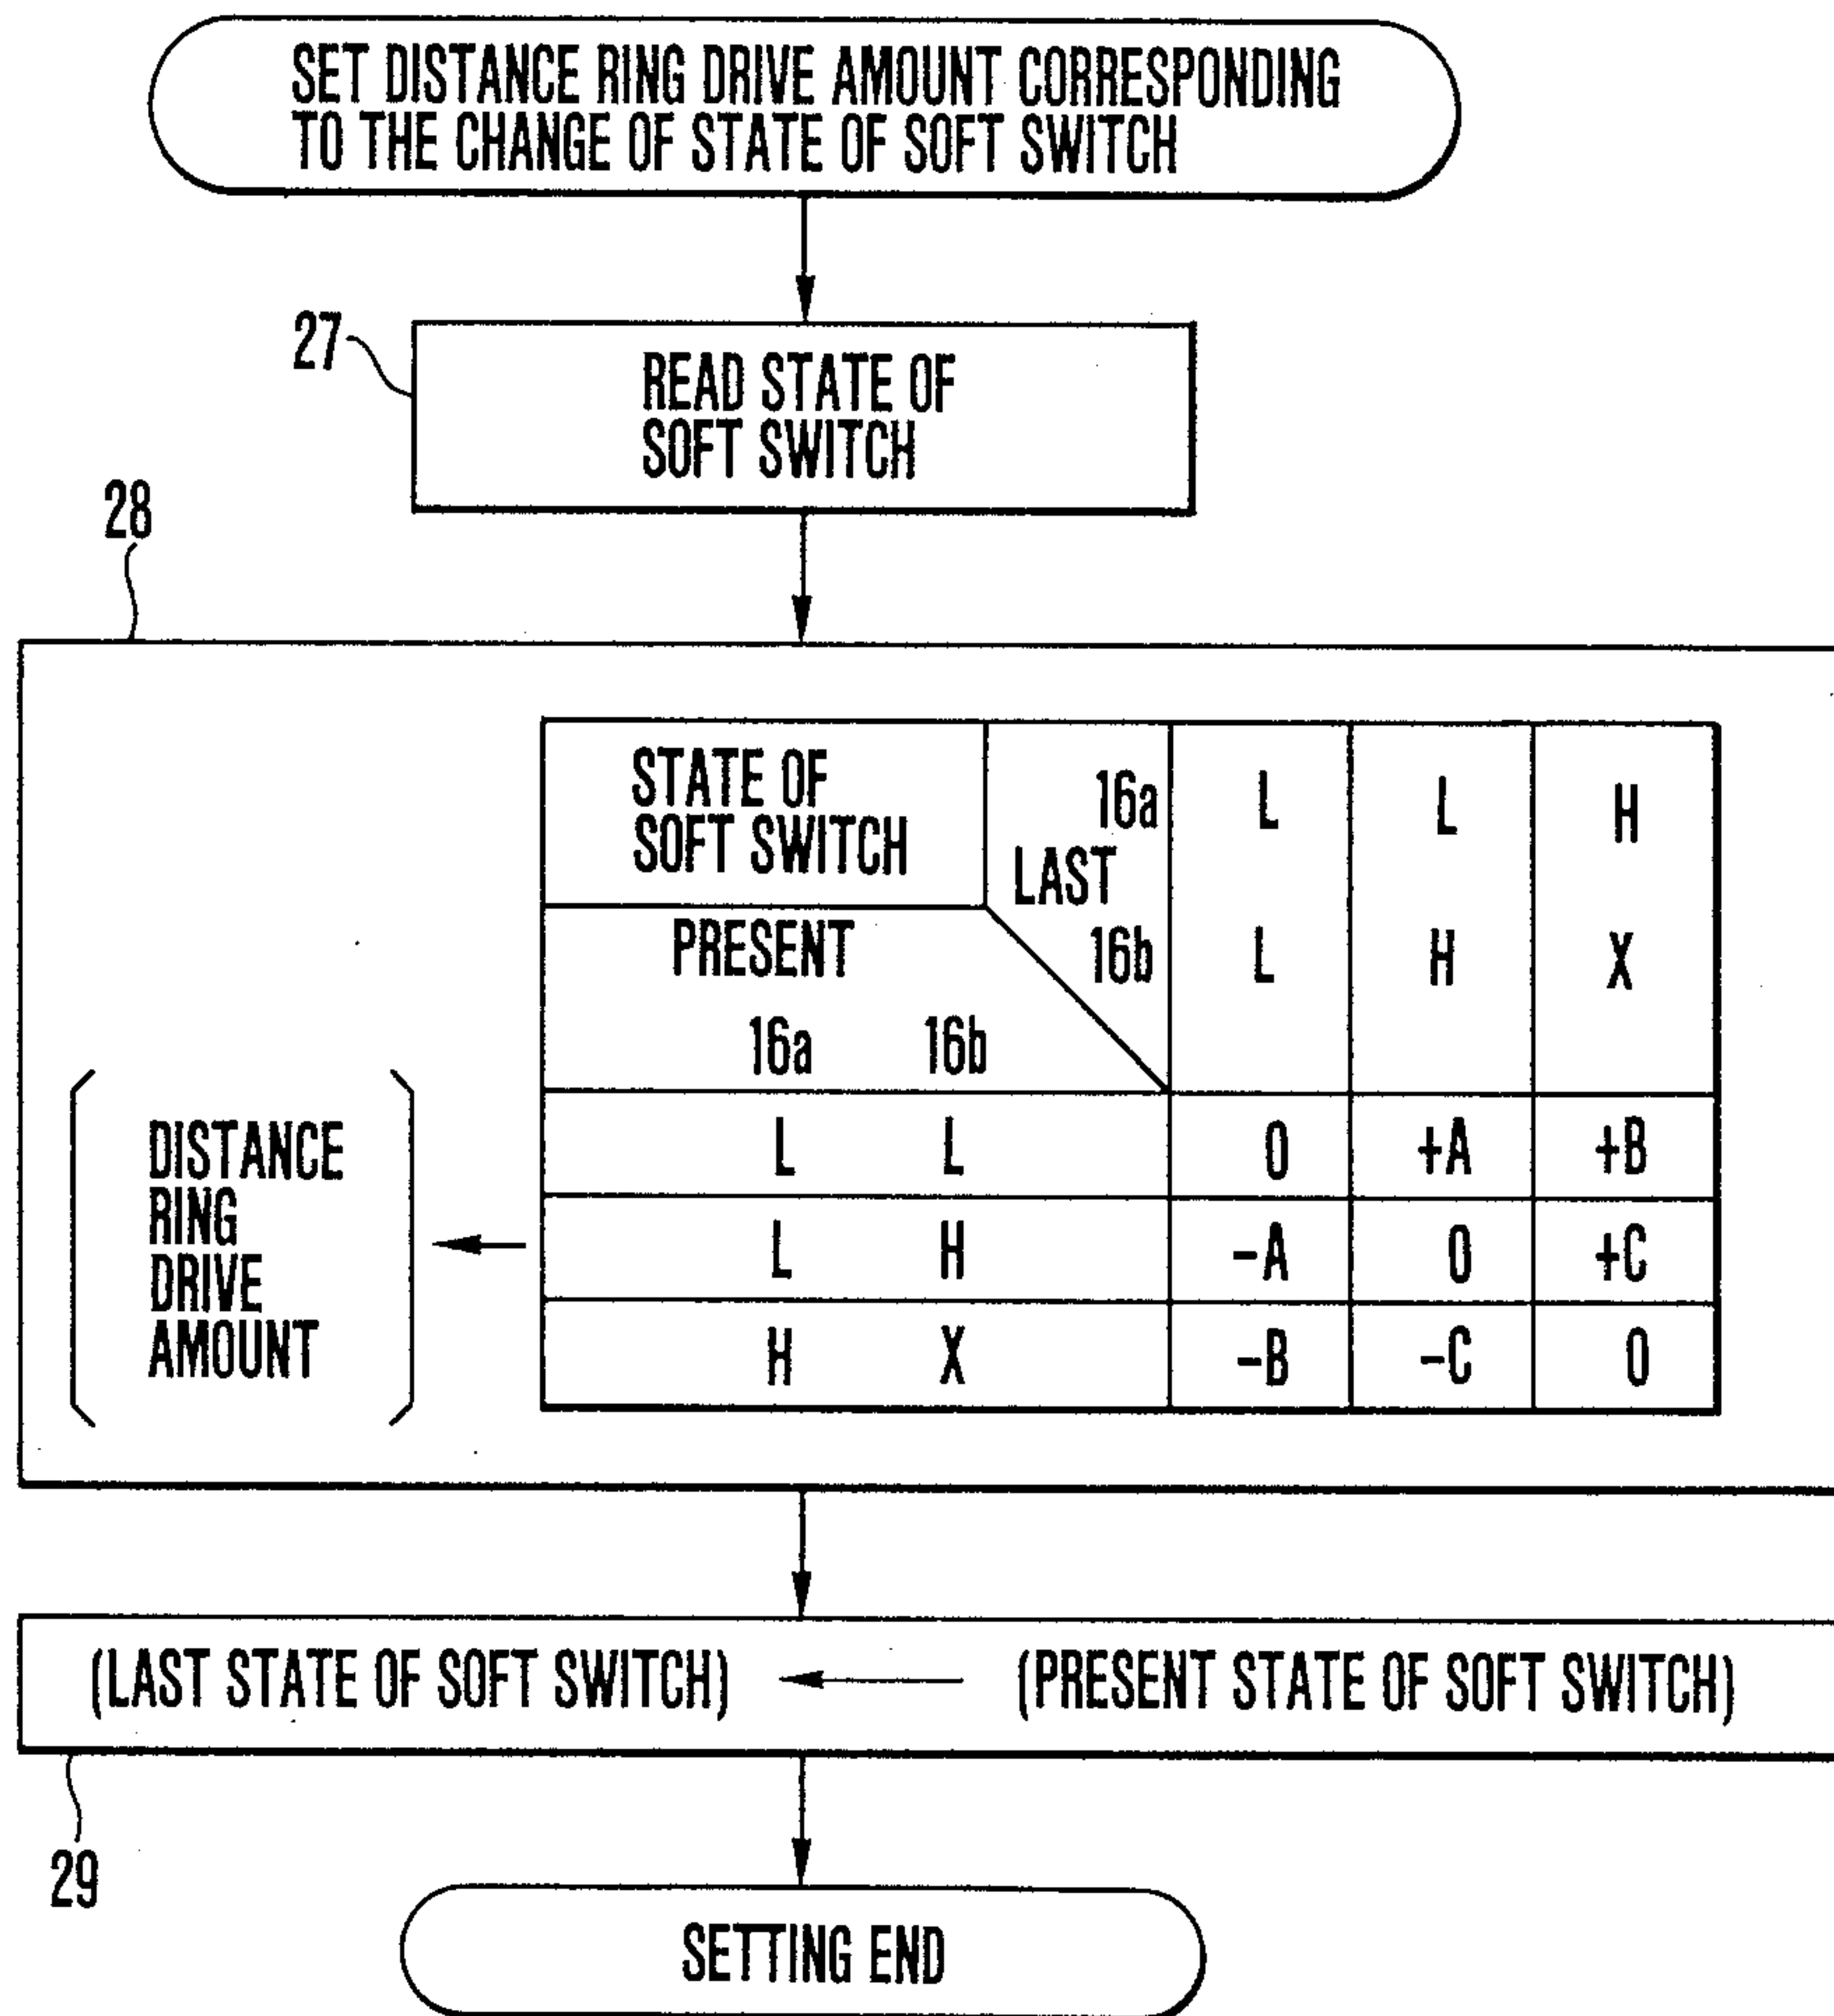 SET DISTANCE RING DRIVE AMOUNT CORRESPONDING
TO THE CHANGE OF STATE OF SOFT SWITCH
27
READ STATE OF
SOFT SWITCH
28
STATE OF
SOFT SWITCH
16a L L H
LAST
PRESENT
16b L H X
16a 16b
L L 0 +A +B
L H -A 0 +C
H X -B -C 0
DISTANCE
RING
DRIVE
AMOUNT
(LAST STATE OF SOFT SWITCH) (PRESENT STATE OF SOFT SWITCH)
29
SETTING END